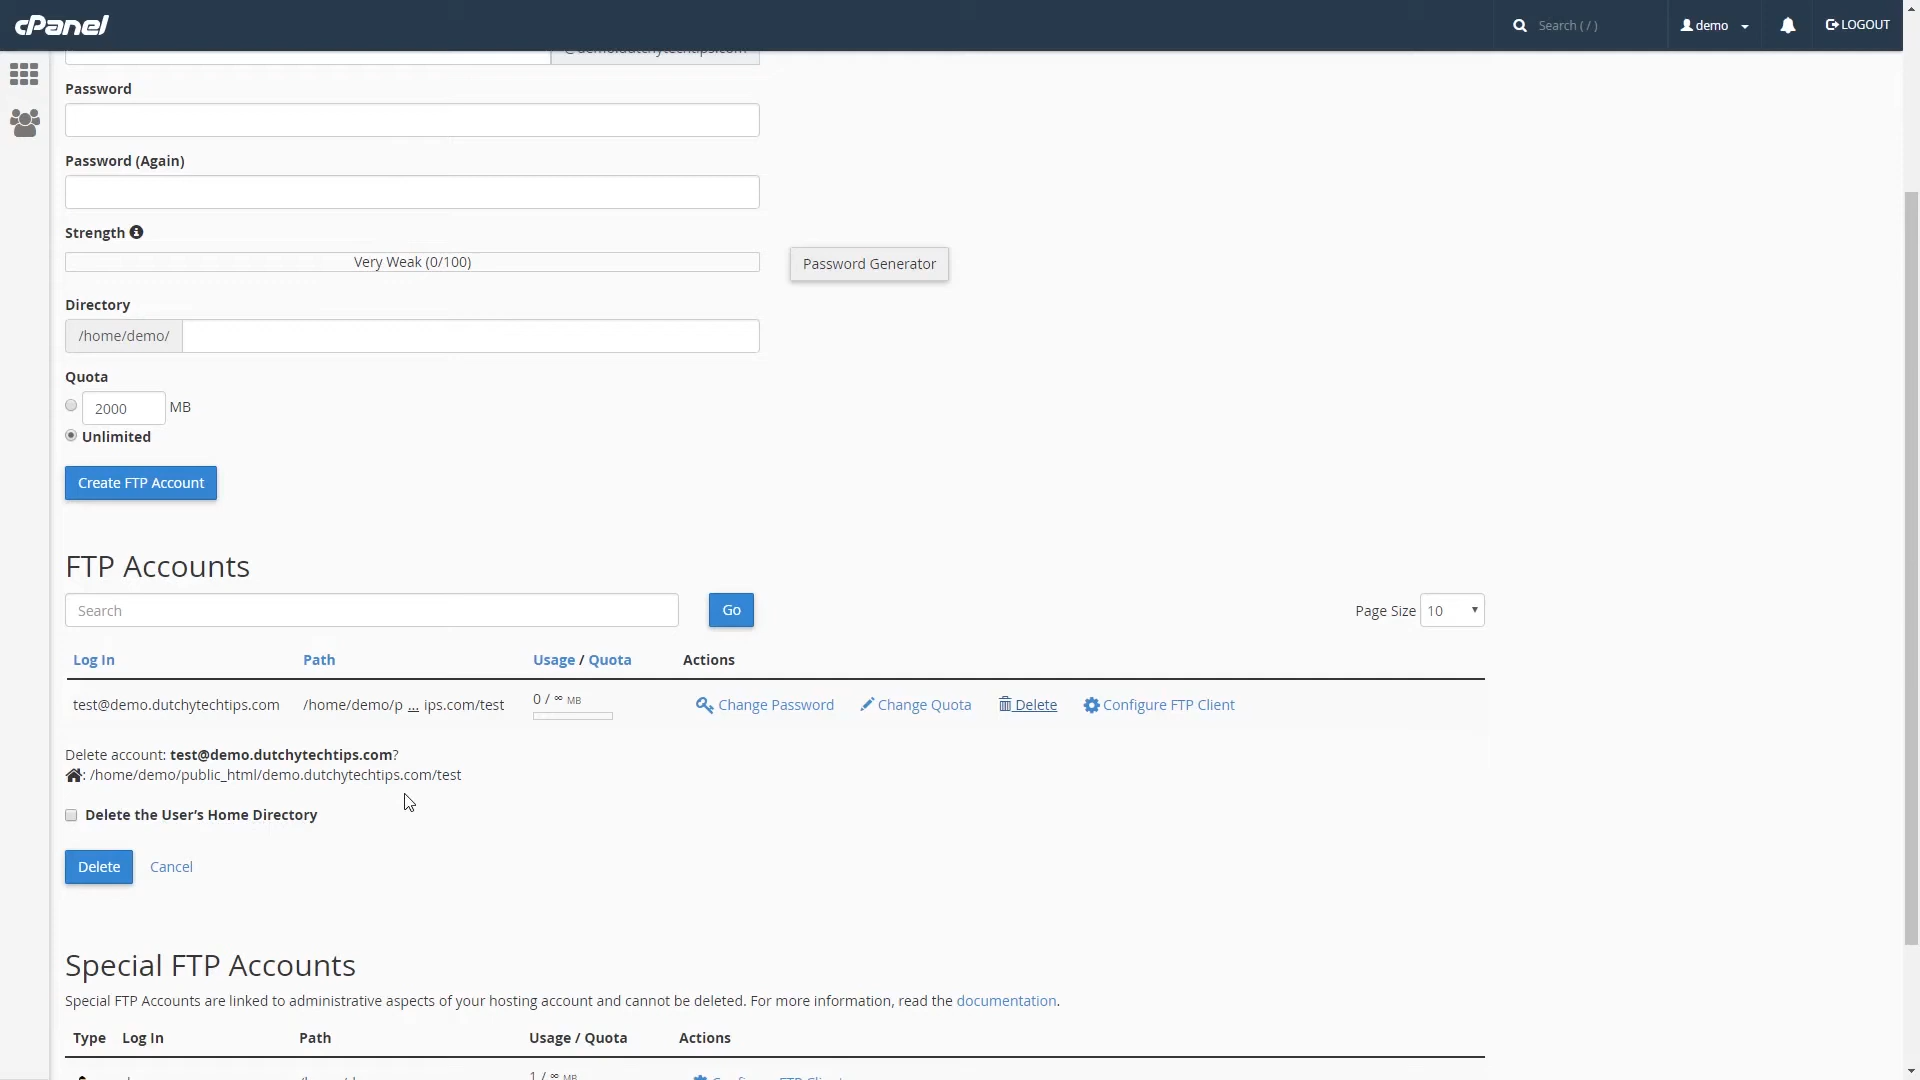 cPanel
Search ( / )
demo
LOGOUT
Password
Password (Again)
Strength
Very Weak (0/100)
Password Generator
Directory
/home/demo/
Quota
2000 MB
Unlimited
Create FTP Account
FTP Accounts
Search
Go
Page Size 10
Log In Path Usage / Quota Actions
test@demo.dutchytechtips.com /home/demo/p ... ips.com/test 0 / ∞ MB Change Password Change Quota Delete Configure FTP Client
Delete account: test@demo.dutchytechtips.com?
: /home/demo/public_html/demo.dutchytechtips.com/test
Delete the User's Home Directory
Delete Cancel
Special FTP Accounts
Special FTP Accounts are linked to administrative aspects of your hosting account and cannot be deleted. For more information, read the documentation.
Type Log In Path Usage / Quota Actions
1 / ∞ MB